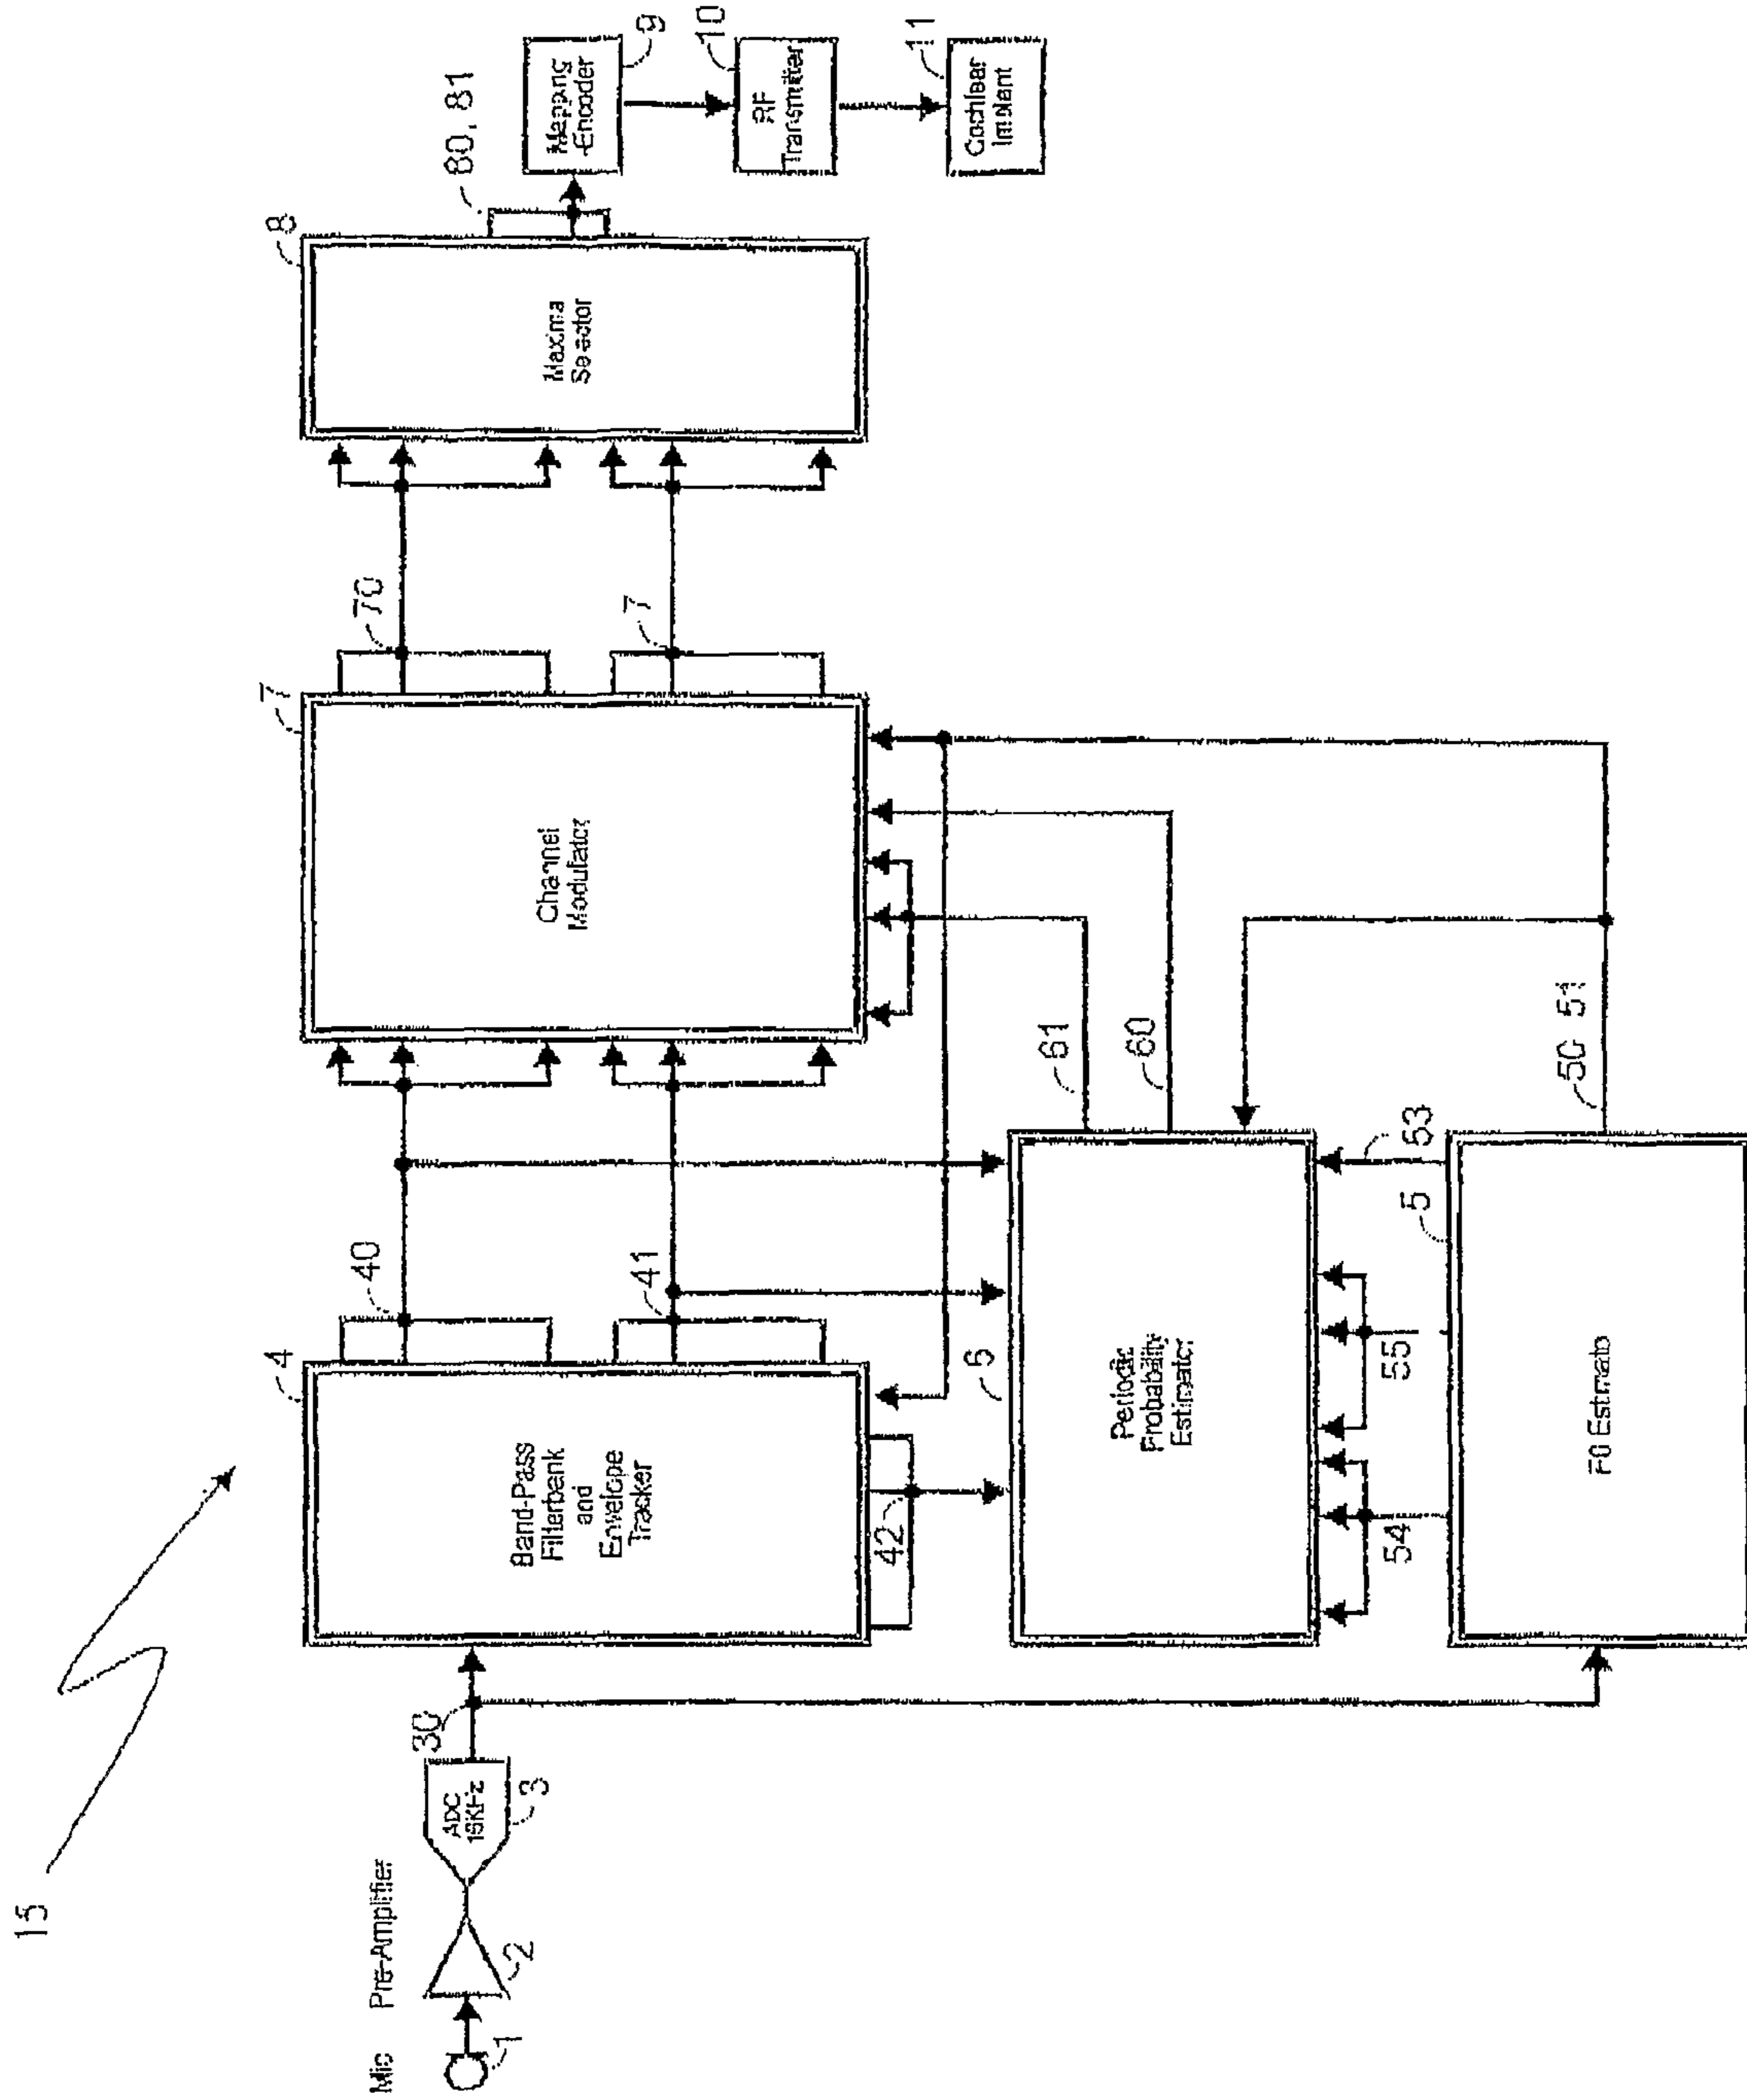 15
Mic
Pre-Amplifier
1
2
ADC
16KHz
3
30
4
Band-Pass
Filterbank
and
Envelope
Tracker
40
41
42
7
Channel
Modulator
70
7
8
Maxima
Selector
80, 81
Mapping
Encoder
9
RF
Transmitter
10
Cochlear
Implant
11
6
Periodic
Probability
Estimator
61
60
53
54
55
5
F0 Estimato
50 51